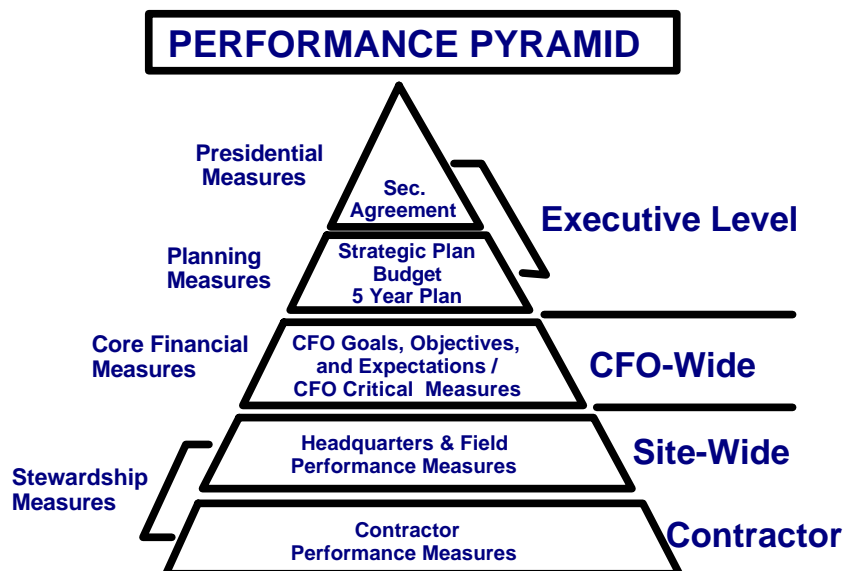 PERFORMANCE PYRAMID
Presidential
Measures
Sec.
Agreement
Executive Level
Planning
Measures
Strategic Plan
Budget
5 Year Plan
Core Financial
Measures
CFO Goals, Objectives,
and Expectations /
CFO Critical Measures
CFO-Wide
Stewardship
Measures
Headquarters & Field
Performance Measures
Site-Wide
Contractor
Performance Measures
Contractor